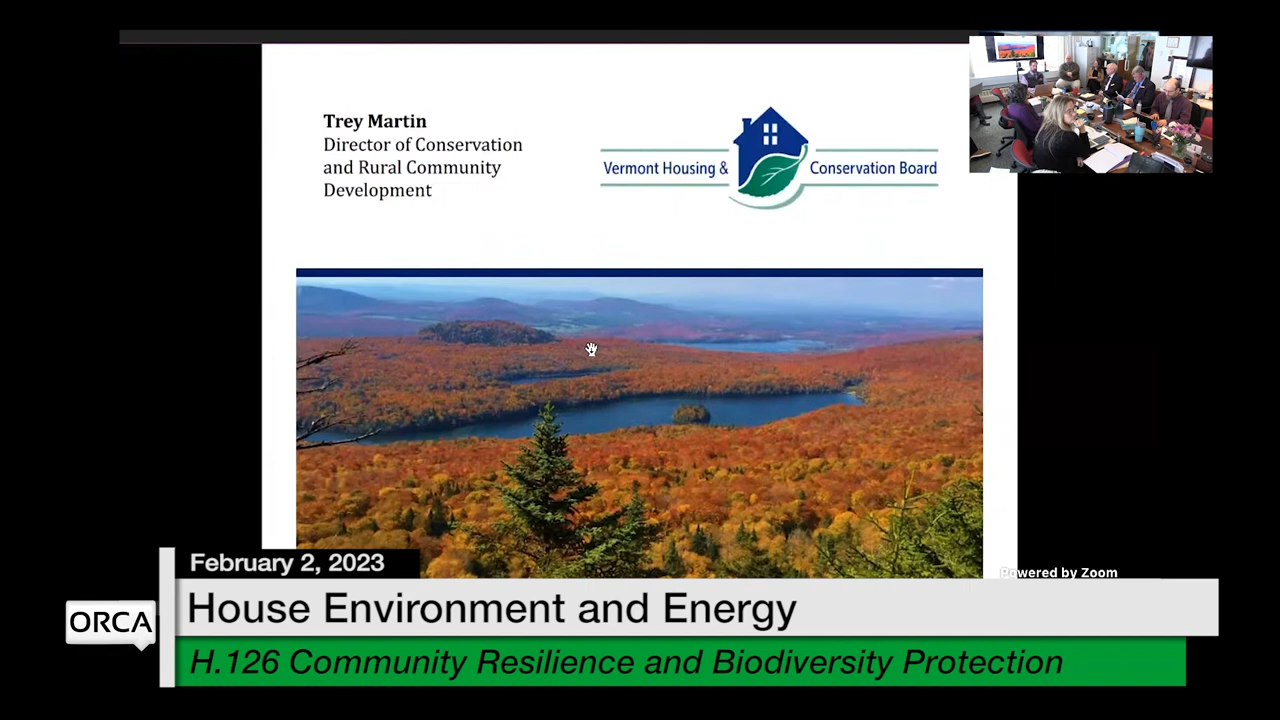 Trey Martin
Director of Conservation
and Rural Community
Development
Vermont Housing & Conservation Board
February 2, 2023
Powered by Zoom
House Environment and Energy
ORCA
H.126 Community Resilience and Biodiversity Protection